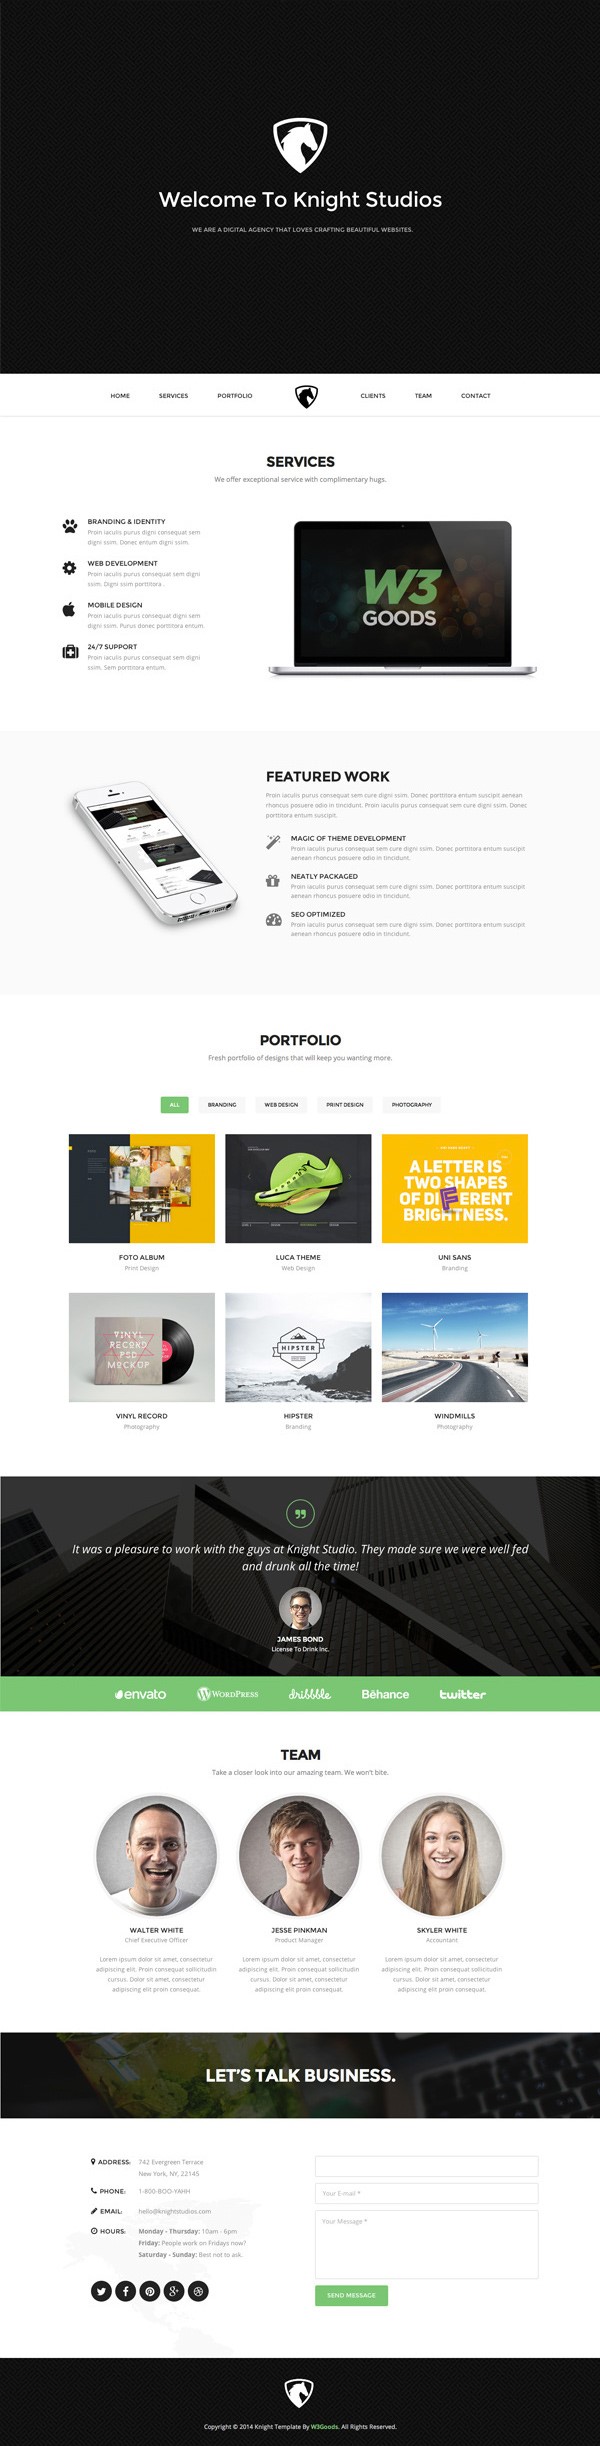 Welcome To Knight Studios
WE ARE A DIGITAL AGENCY THAT LOVES CRAFTING BEAUTIFUL WEBSITES.
HOME SERVICES PORTFOLIO CLIENTS TEAM CONTACT
SERVICES
We offer exceptional service with complimentary hugs.
BRANDING & IDENTITY
Proin iaculis purus digni consequat sem
digni ssim. Donec entum digni ssim.
WEB DEVELOPMENT
Proin iaculis purus consequat sem digni
ssim. Digni ssim porttitora .
MOBILE DESIGN
Proin iaculis purus consequat digni sem
digni ssim. Purus donec porttitora entum.
24/7 SUPPORT
Proin iaculis purus consequat sem digni
ssim. Sem porttitora entum.
W3
GOODS
FEATURED WORK
Proin iaculis purus consequat sem cure digni ssim. Donec porttitora entum suscipit aenean
rhoncus posuere odio in tincidunt. Proin iaculis purus consequat sem cure digni ssim. Donec
porttitora entum suscipit.
MAGIC OF THEME DEVELOPMENT
Proin iaculis purus consequat sem cure digni ssim. Donec porttitora entum suscipit
aenean rhoncus posuere odio in tincidunt.
NEATLY PACKAGED
Proin iaculis purus consequat sem cure digni ssim. Donec porttitora entum suscipit
aenean rhoncus posuere odio in tincidunt.
SEO OPTIMIZED
Proin iaculis purus consequat sem cure digni ssim. Donec porttitora entum suscipit
aenean rhoncus posuere odio in tincidunt.
PORTFOLIO
Fresh portfolio of designs that will keep you wanting more.
ALL BRANDING WEB DESIGN PRINT DESIGN PHOTOGRAPHY
A LETTER IS
TWO SHAPES
OF DIFFERENT
BRIGHTNESS.
FOTO ALBUM LUCA THEME UNI SANS
Print Design Web Design Branding
VINYL
RECORD
PSD
MOCKUP
HIPSTER
VINYL RECORD HIPSTER WINDMILLS
Photography Branding Photography
It was a pleasure to work with the guys at Knight Studio. They made sure we were well fed
and drunk all the time!
JAMES BOND
License To Drink Inc.
envato WORDPRESS dribbble Bēhance twitter
TEAM
Take a closer look into our amazing team. We won't bite.
WALTER WHITE
Chief Executive Officer
Lorem ipsum dolor sit amet, consectetur
adipiscing elit. Proin consequat sollicitudin
cursus. Dolor sit amet, consectetur
adipiscing elit prom consequat.
JESSE PINKMAN
Product Manager
Lorem ipsum dolor sit amet, consectetur
adipiscing elit. Proin consequat sollicitudin
cursus. Dolor sit amet, consectetur
adipiscing elit proin consequat.
SKYLER WHITE
Accountant
Lorem ipsum dolor sit amet, consectetur
adipiscing elit. Proin consequat sollicitudin
cursus. Dolor sit amet, consectetur
adipiscing elit proin consequat.
LET'S TALK BUSINESS.
ADDRESS: 742 Evergreen Terrace
New York, NY, 22145
PHONE: 1-800-BOO-YAHH
EMAIL: hello@knightstudios.com
HOURS: Monday - Thursday: 10am - 6pm
Friday: People work on Fridays now?
Saturday - Sunday: Best not to ask.
Your E-mail *
Your Message *
SEND MESSAGE
Copyright © 2014 Knight Template By W3Goods. All Rights Reserved.